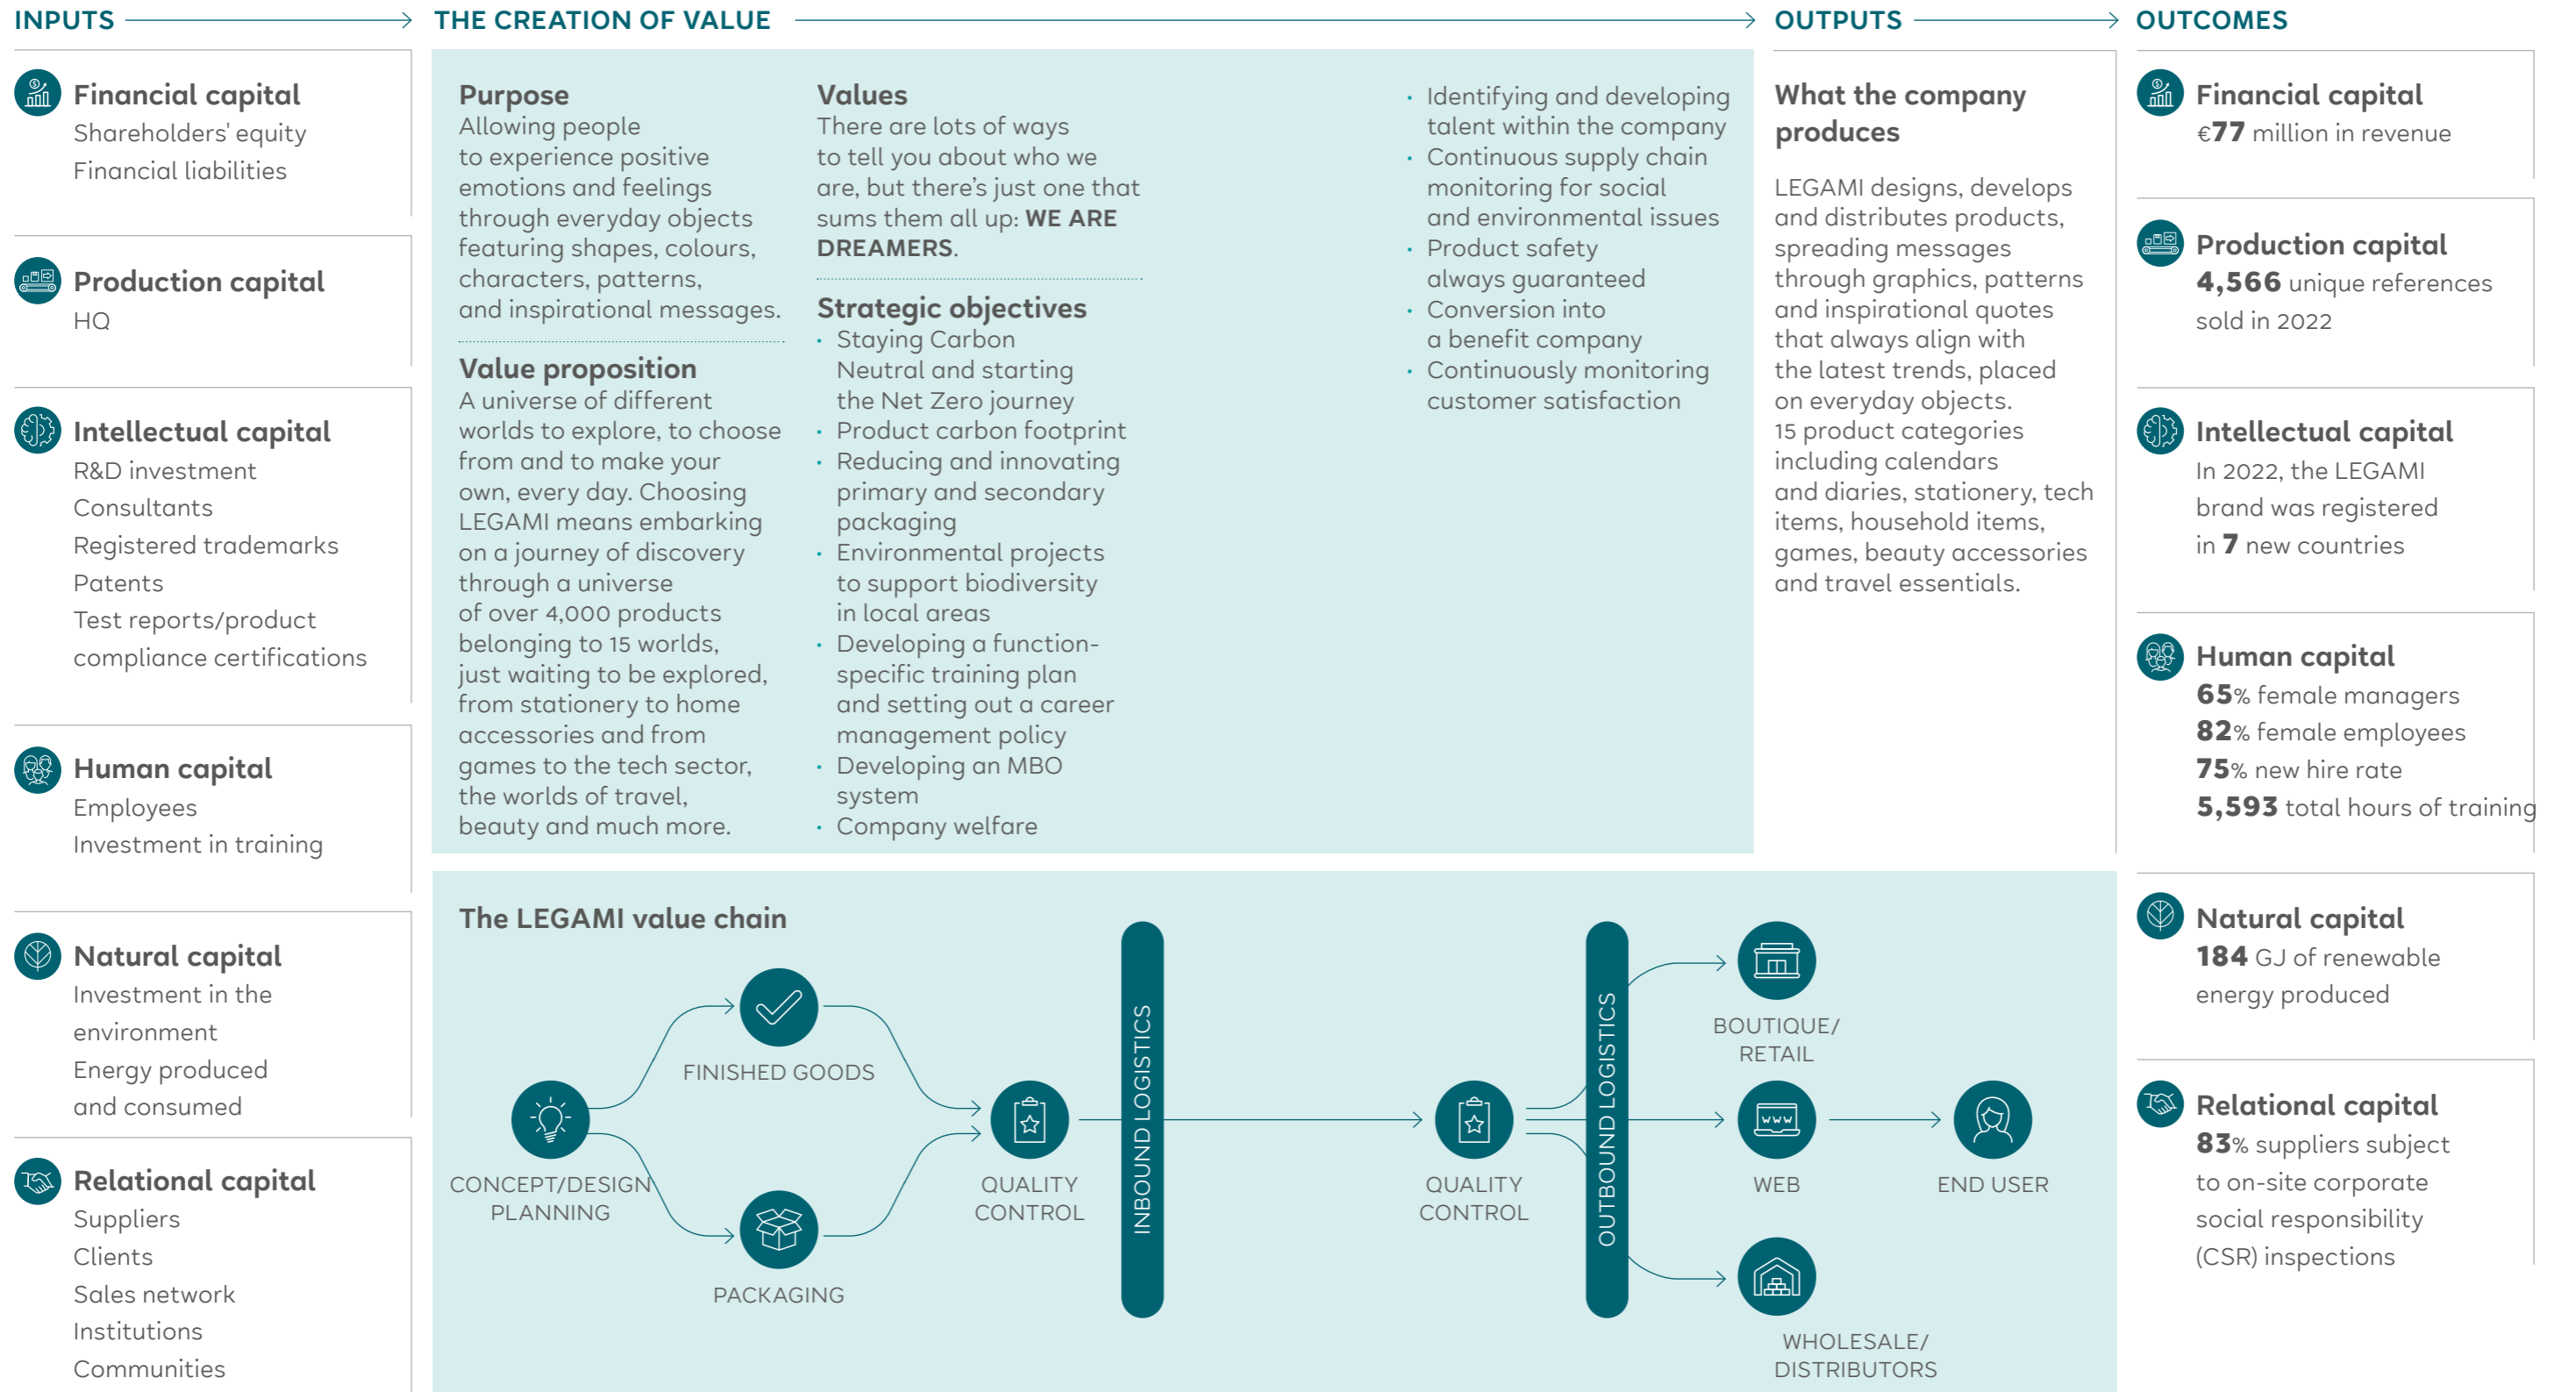 INPUTS
THE CREATION OF VALUE
OUTPUTS
OUTCOMES
Financial capital
Shareholders' equity
Financial liabilities
Production capital
HQ
Intellectual capital
R&D investment
Consultants
Registered trademarks
Patents
Test reports/product
compliance certifications
Human capital
Employees
Investment in training
Natural capital
Investment in the
environment
Energy produced
and consumed
Relational capital
Suppliers
Clients
Sales network
Institutions
Communities
Purpose
Allowing people
to experience positive
emotions and feelings
through everyday objects
featuring shapes, colours,
characters, patterns,
and inspirational messages.
Value proposition
A universe of different
worlds to explore, to choose
from and to make your
own, every day. Choosing
LEGAMI means embarking
on a journey of discovery
through a universe
of over 4,000 products
belonging to 15 worlds,
just waiting to be explored,
from stationery to home
accessories and from
games to the tech sector,
the worlds of travel,
beauty and much more.
Values
There are lots of ways
to tell you about who we
are, but there's just one that
sums them all up: WE ARE
DREAMERS.
Strategic objectives
• Staying Carbon
Neutral and starting
the Net Zero journey
• Product carbon footprint
• Reducing and innovating
primary and secondary
packaging
• Environmental projects
to support biodiversity
in local areas
• Developing a function-
specific training plan
and setting out a career
management policy
• Developing an MBO
system
• Company welfare
• Identifying and developing
talent within the company
• Continuous supply chain
monitoring for social
and environmental issues
• Product safety
always guaranteed
• Conversion into
a benefit company
• Continuously monitoring
customer satisfaction
What the company
produces
LEGAMI designs, develops
and distributes products,
spreading messages
through graphics, patterns
and inspirational quotes
that always align with
the latest trends, placed
on everyday objects.
15 product categories
including calendars
and diaries, stationery, tech
items, household items,
games, beauty accessories
and travel essentials.
The LEGAMI value chain
CONCEPT/DESIGN
PLANNING
FINISHED GOODS
PACKAGING
QUALITY
CONTROL
INBOUND LOGISTICS
QUALITY
CONTROL
OUTBOUND LOGISTICS
BOUTIQUE/
RETAIL
WWW
WEB
WHOLESALE/
DISTRIBUTORS
END USER
Financial capital
€77 million in revenue
Production capital
4,566 unique references
sold in 2022
Intellectual capital
In 2022, the LEGAMI
brand was registered
in 7 new countries
Human capital
65% female managers
82% female employees
75% new hire rate
5,593 total hours of training
Natural capital
184 GJ of renewable
energy produced
Relational capital
83% suppliers subject
to on-site corporate
social responsibility
(CSR) inspections